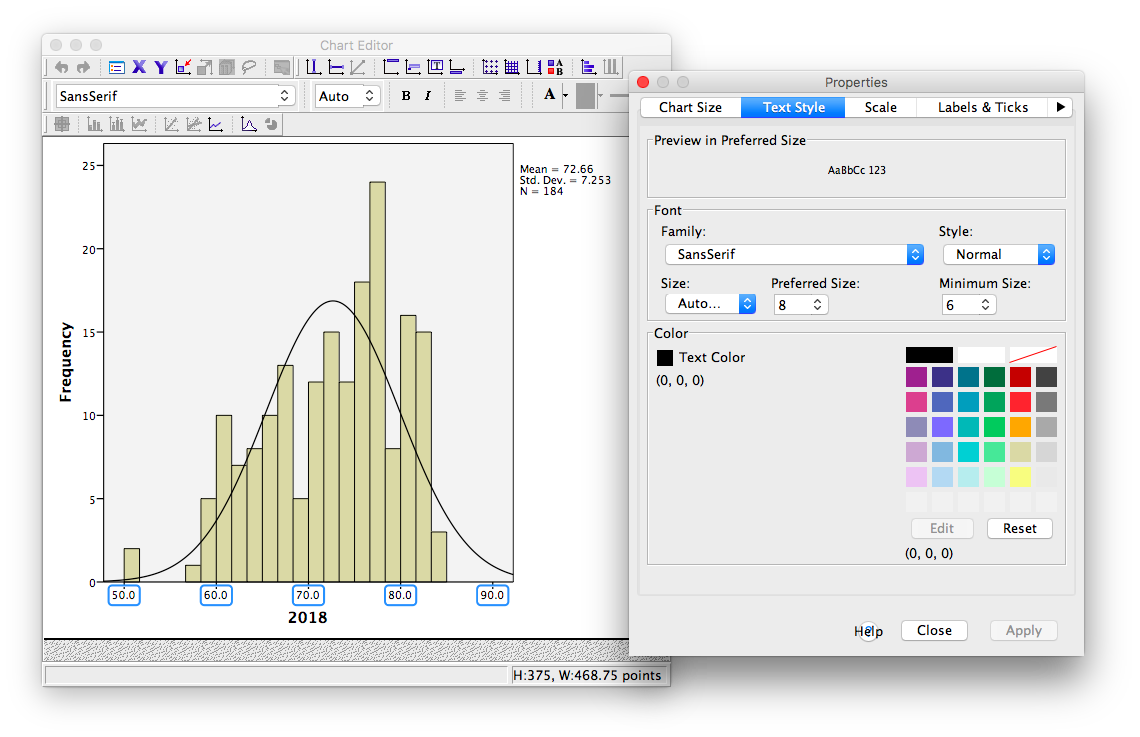 Chart Editor
X Y
SansSerif Auto B I A
25
20
15
10
5
0
Frequency
Mean = 72.66
Std. Dev. = 7.253
N = 184
50.0 60.0 70.0 80.0 90.0
2018
H:375, W:468.75 points
Properties
Chart Size Text Style Scale Labels & Ticks
Preview in Preferred Size
AaBbCc 123
Font
Family: Style:
SansSerif Normal
Size: Preferred Size: Minimum Size:
Auto... 8 6
Color
Text Color
(0, 0, 0)
Edit Reset
(0, 0, 0)
Help Close Apply